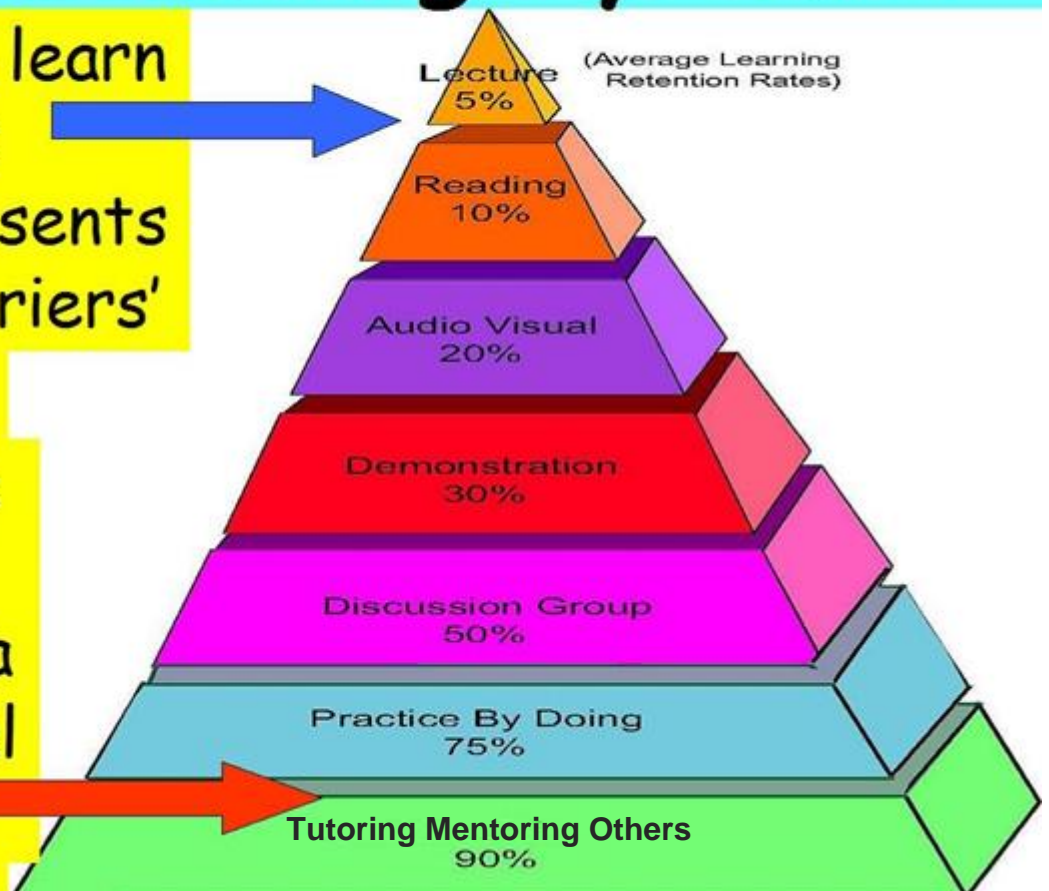 learn
sents
riers'
a
l
(Average Learning
Retention Rates)
Lecture
5%
Reading
10%
Audio Visual
20%
Demonstration
30%
Discussion Group
50%
Practice By Doing
75%
Tutoring Mentoring Others
90%